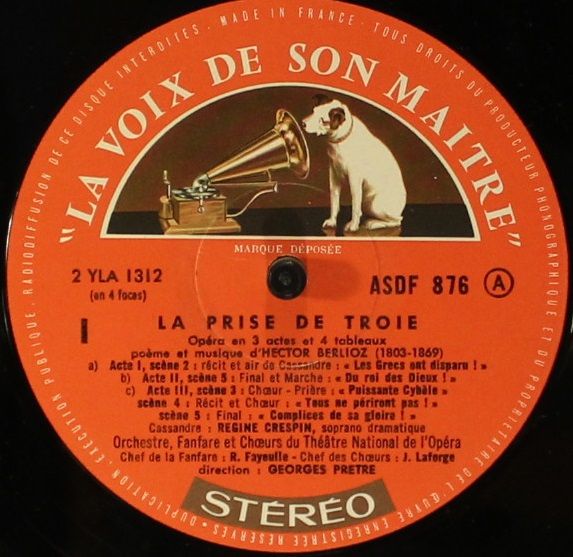 MADE IN FRANCE · TOUS DROITS DU PRODUCTEUR PHONOGRAPHIQUE ET DU PROPRIETAIRE DE L'ŒUVRE ENREGISTREE RESERVES · DUPLICATION · EXECUTION PUBLIQUE, RADIODIFFUSION DE CE DISQUE INTERDITES ·
"LA VOIX DE SON MAITRE"
MARQUE DÉPOSÉE
2 YLA 1312
(en 4 faces)
ASDF 876 A
I
LA PRISE DE TROIE
Opéra en 3 actes et 4 tableaux
poème et musique d'HECTOR BERLIOZ (1803-1869)
a) Acte I, scène 2 : récit et air de Cassandre : « Les Grecs ont disparu ! »
b) Acte II, scène 5 : Final et Marche : « Du roi des Dieux ! »
c) Acte III, scène 3 : Chœur - Prière : « Puissante Cybèle »
scène 4 : Récit et Chœur : « Tous ne périront pas ! »
scène 5 : Final : « Complices de sa gloire ! »
Cassandre : REGINE CRESPIN, soprano dramatique
Orchestre, Fanfare et Chœurs du Théâtre National de l'Opéra
Chef de la Fanfare : R. Fayeulle - Chef des Chœurs : J. Laforge
direction : GEORGES PRETRE
STÉRÉO